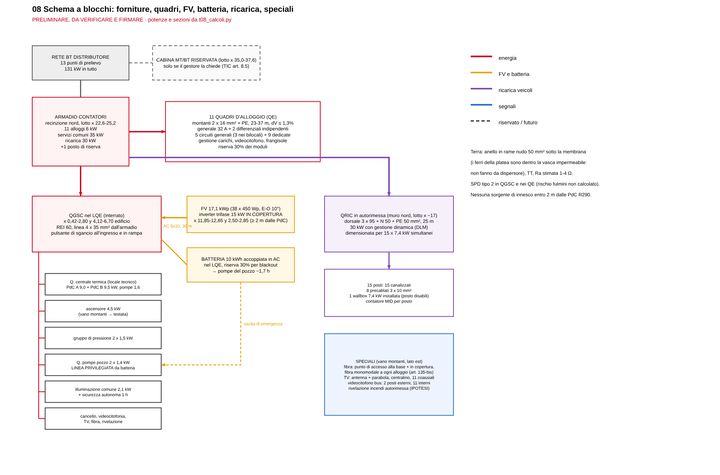 08 Schema a blocchi: forniture, quadri, FV, batteria, ricarica, speciali
PRELIMINARE, DA VERIFICARE E FIRMARE · potenze e sezioni da t08_calcoli.py
RETE BT DISTRIBUTORE
13 punti di prelievo
131 kW in tutto
CABINA MT/BT RISERVATA (lotto x 35,0-37,6)
solo se il gestore la chiede (TIC art. 8.5)
ARMADIO CONTATORI
recinzione nord, lotto x 22,6-25,2
11 alloggi 6 kW
servizi comuni 35 kW
ricarica 30 kW
+1 posto di riserva
11 QUADRI D'ALLOGGIO (QE)
montanti 2 x 16 mm² + PE, 23-37 m, dV ≤ 1,3%
generale 32 A + 2 differenziali indipendenti
5 circuiti generali (3 nei bilocali) + 9 dedicate
gestione carichi, videocitofono, frangisole
riserva 30% dei moduli
energia
FV e batteria
ricarica veicoli
segnali
riservato / futuro
Terra: anello in rame nudo 50 mm² sotto la membrana
(i ferri della platea sono dentro la vasca impermeabile:
non fanno da dispersore), TT, Ra stimata 1-4 Ω.
SPD tipo 2 in QGSC e nei QE (rischio fulmini non calcolato).
Nessuna sorgente di innesco entro 2 m dalle PdC R290.
QGSC nel LQE (interrato)
x 0,42-2,80 y 4,12-6,70 edificio
REI 60, linea 4 x 35 mm² dall'armadio
pulsante di sgancio all'ingresso e in rampa
FV 17,1 kWp (38 x 450 Wp, E-O 10°)
inverter trifase 15 kW IN COPERTURA
x 11,85-12,65 y 2,50-2,85 (≥ 2 m dalle PdC)
BATTERIA 10 kWh accoppiata in AC
nel LQE, riserva 30% per blackout
→ pompe del pozzo ~1,7 h
QRIC in autorimessa (muro nord, lotto x ~17)
dorsale 3 x 95 + N 50 + PE 50 mm², 25 m
30 kW con gestione dinamica (DLM)
dimensionata per 15 x 7,4 kW simultanei
15 posti: 15 canalizzati
8 precablati 3 x 10 mm²
1 wallbox 7,4 kW installata (posto disabili)
contatore MID per posto
Q. centrale termica (locale tecnico)
PdC A 9,0 + PdC B 9,5 kW, pompe 1,6
ascensore 4,5 kW
(vano montanti → testata)
gruppo di pressione 2 x 1,5 kW
uscita di emergenza
Q. pompe pozzo 2 x 1,4 kW
LINEA PRIVILEGIATA da batteria
illuminazione comune 2,1 kW
+ sicurezza autonoma 1 h
cancello, videocitofonia,
TV, fibra, rivelazione
SPECIALI (vano montanti, lato est)
fibra: punto di accesso alla base + in copertura,
fibra monomodale a ogni alloggio (art. 135-bis)
TV: antenna + parabola, centralino, 11 coassiali
videocitofono bus: 2 posti esterni, 11 interni
rivelazione incendi autorimessa (IPOTESI)